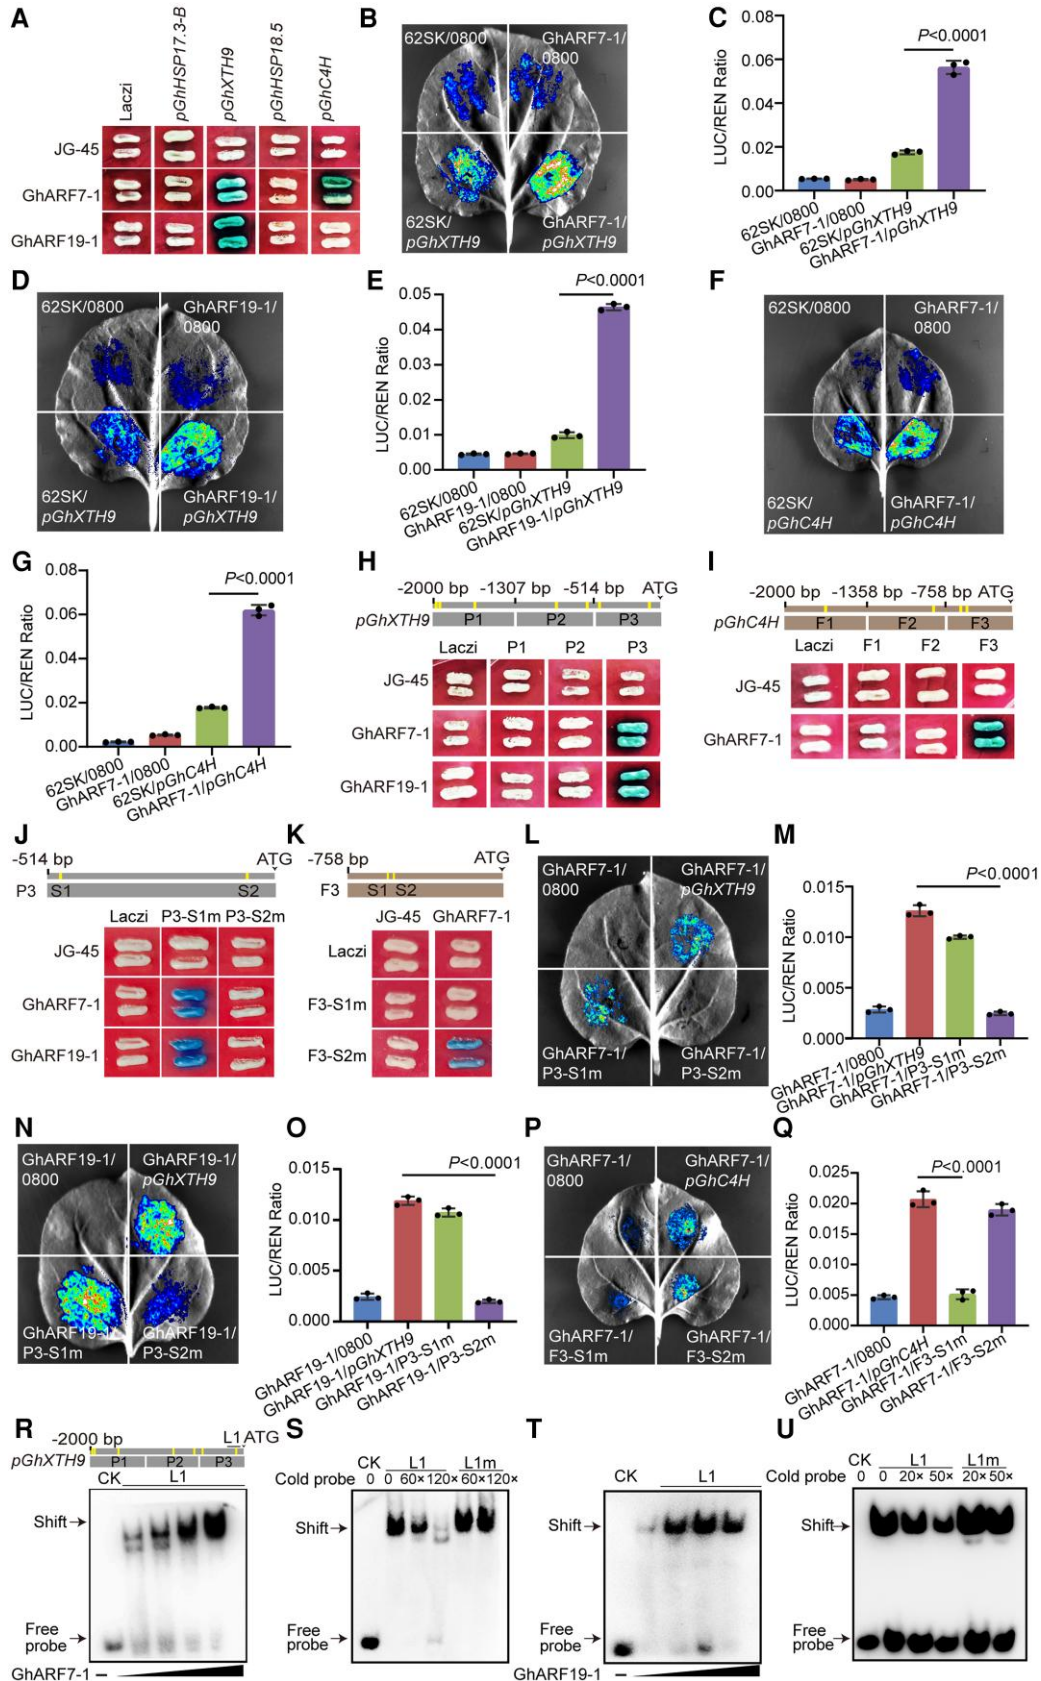 A
Laczi
pGhHSP17.3-B
pGhXTH9
pGhHSP18.5
pGhC4H
JG-45
GhARF7-1
GhARF19-1
B
62SK/0800
GhARF7-1/
0800
62SK/
pGhXTH9
GhARF7-1/
pGhXTH9
C
P<0.0001
LUC/REN Ratio
0.08
0.06
0.04
0.02
0.00
62SK/0800
GhARF7-1/0800
62SK/pGhXTH9
GhARF7-1/pGhXTH9
D
62SK/0800
GhARF19-1/
0800
62SK/
pGhXTH9
GhARF19-1/
pGhXTH9
E
P<0.0001
LUC/REN Ratio
0.05
0.04
0.03
0.02
0.01
0.00
62SK/0800
GhARF19-1/0800
62SK/pGhXTH9
GhARF19-1/pGhXTH9
F
62SK/0800
GhARF7-1/
0800
62SK/
pGhC4H
GhARF7-1/
pGhC4H
G
P<0.0001
LUC/REN Ratio
0.08
0.06
0.04
0.02
0.00
62SK/0800
GhARF7-1/0800
62SK/pGhC4H
GhARF7-1/pGhC4H
H
-2000 bp -1307 bp -514 bp ATG
pGhXTH9 P1 P2 P3
Laczi P1 P2 P3
JG-45
GhARF7-1
GhARF19-1
I
-2000 bp -1358 bp -758 bp ATG
pGhC4H F1 F2 F3
Laczi F1 F2 F3
JG-45
GhARF7-1
J
-514 bp ATG
P3 S1 S2
Laczi P3-S1m P3-S2m
JG-45
GhARF7-1
GhARF19-1
K
-758 bp ATG
F3 S1 S2
JG-45 GhARF7-1
Laczi
F3-S1m
F3-S2m
L
GhARF7-1/
0800
GhARF7-1/
pGhXTH9
GhARF7-1/
P3-S1m
GhARF7-1/
P3-S2m
M
P<0.0001
LUC/REN Ratio
0.015
0.010
0.005
0.000
GhARF7-1/0800
GhARF7-1/pGhXTH9
GhARF7-1/P3-S1m
GhARF7-1/P3-S2m
N
GhARF19-1/
0800
GhARF19-1/
pGhXTH9
GhARF19-1/
P3-S1m
GhARF19-1/
P3-S2m
O
P<0.0001
LUC/REN Ratio
0.015
0.010
0.005
0.000
GhARF19-1/0800
GhARF19-1/pGhXTH9
GhARF19-1/P3-S1m
GhARF19-1/P3-S2m
P
GhARF7-1/
0800
GhARF7-1/
pGhC4H
GhARF7-1/
F3-S1m
GhARF7-1/
F3-S2m
Q
P<0.0001
LUC/REN Ratio
0.025
0.020
0.015
0.010
0.005
0.000
GhARF7-1/0800
GhARF7-1/pGhC4H
GhARF7-1/F3-S1m
GhARF7-1/F3-S2m
R
-2000 bp L1 ATG
pGhXTH9 P1 P2 P3
CK L1
Shift
Free
probe
GhARF7-1 –
S
CK L1 L1m
Cold probe 0 0 60× 120× 60× 120×
Shift
Free
probe
T
CK L1
Shift
Free
probe
GhARF19-1 –
U
CK L1 L1m
Cold probe 0 0 20× 50× 20× 50×
Shift
Free
probe